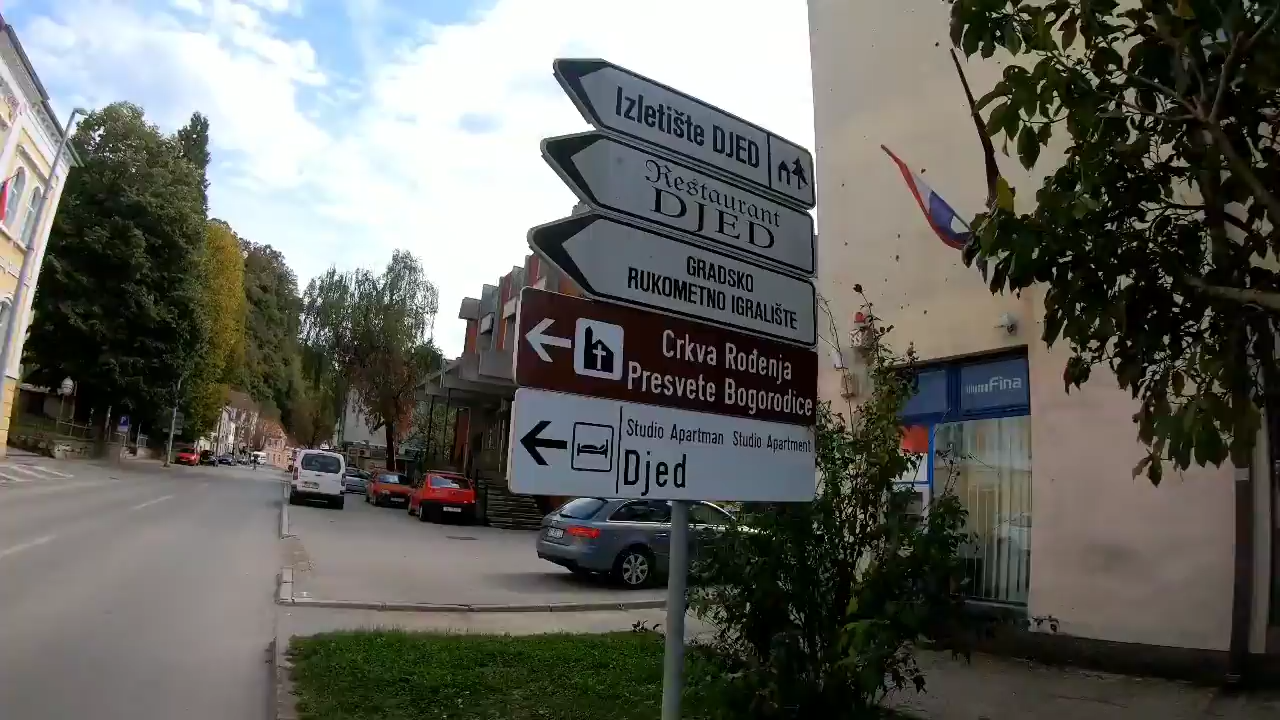 Izletište DJED
Restaurant
DJED
GRADSKO
RUKOMETNO IGRALIŠTE
Crkva Rođenja
Presvete Bogorodice
Studio Apartman Studio Apartment
Djed
Fina